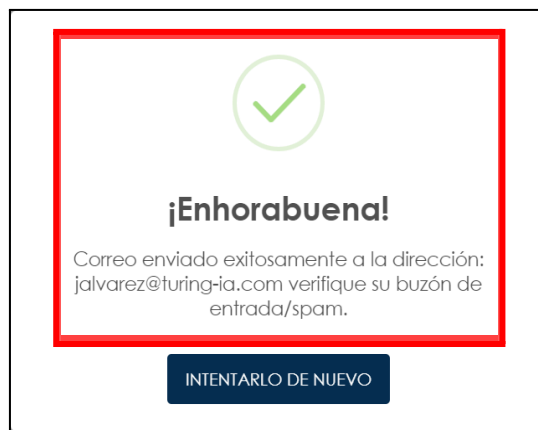 ¡Enhorabuena!
Correo enviado exitosamente a la dirección:
jalvarez@turing-ia.com verifique su buzón de
entrada/spam.
INTENTARLO DE NUEVO